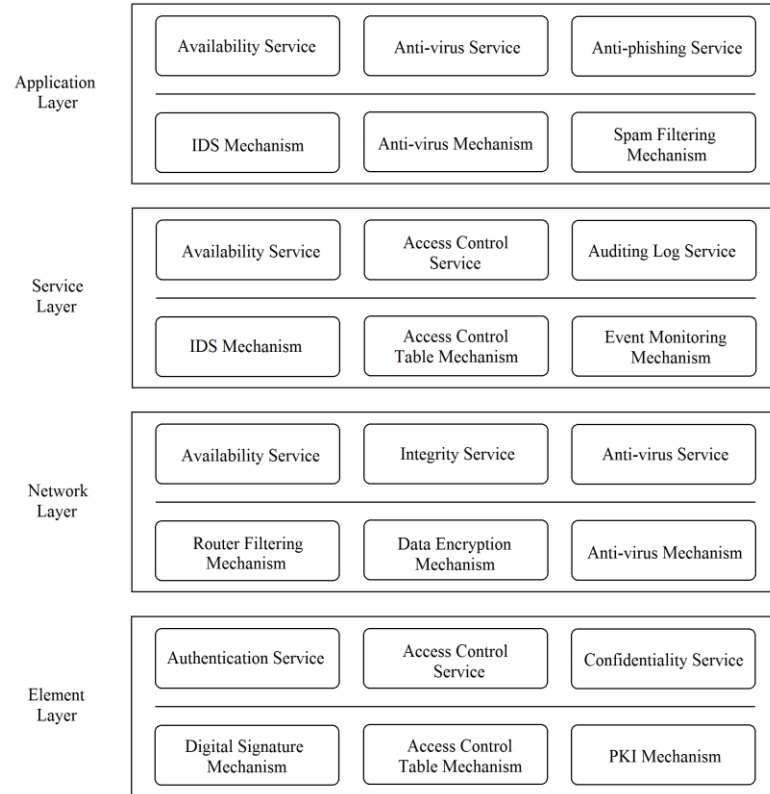 Application
Layer
Availability Service
Anti-virus Service
Anti-phishing Service
IDS Mechanism
Anti-virus Mechanism
Spam Filtering
Mechanism
Service
Layer
Availability Service
Access Control
Service
Auditing Log Service
IDS Mechanism
Access Control
Table Mechanism
Event Monitoring
Mechanism
Network
Layer
Availability Service
Integrity Service
Anti-virus Service
Router Filtering
Mechanism
Data Encryption
Mechanism
Anti-virus Mechanism
Element
Layer
Authentication Service
Access Control
Service
Confidentiality Service
Digital Signature
Mechanism
Access Control
Table Mechanism
PKI Mechanism